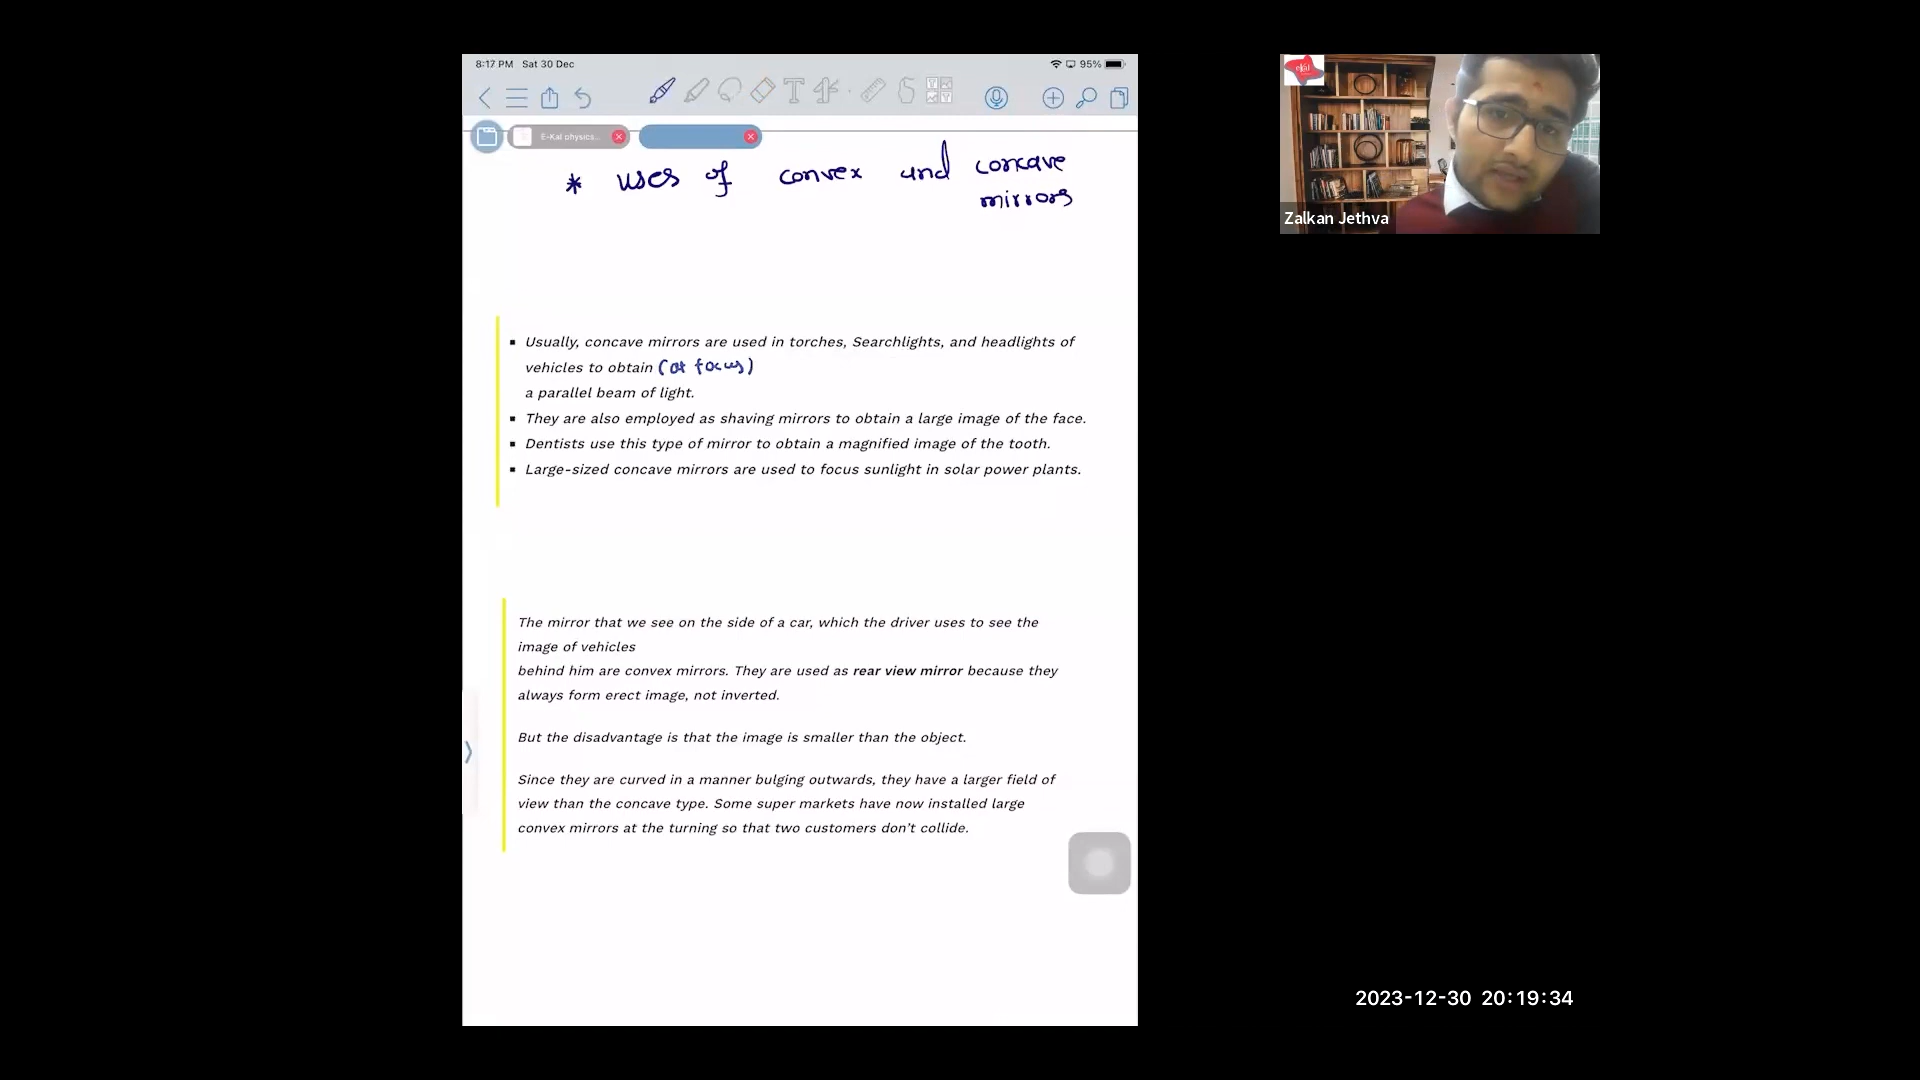 8:17 PM Sat 30 Dec
95%
E-Kal physics...
* uses of convex and concave
mirrors
▪ Usually, concave mirrors are used in torches, Searchlights, and headlights of
vehicles to obtain (at focus)
a parallel beam of light.
▪ They are also employed as shaving mirrors to obtain a large image of the face.
▪ Dentists use this type of mirror to obtain a magnified image of the tooth.
▪ Large-sized concave mirrors are used to focus sunlight in solar power plants.
The mirror that we see on the side of a car, which the driver uses to see the
image of vehicles
behind him are convex mirrors. They are used as rear view mirror because they
always form erect image, not inverted.
But the disadvantage is that the image is smaller than the object.
Since they are curved in a manner bulging outwards, they have a larger field of
view than the concave type. Some super markets have now installed large
convex mirrors at the turning so that two customers don't collide.
Zalkan Jethva
2023-12-30 20:19:34